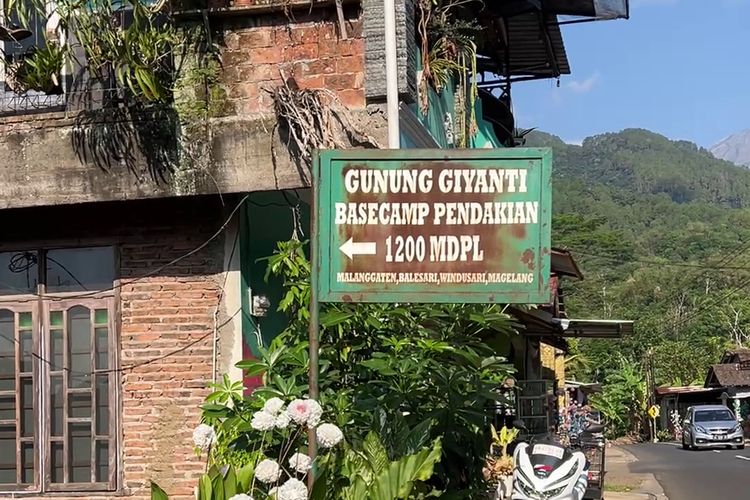 GUNUNG GIYANTI
BASECAMP PENDAKIAN
1200 MDPL
MALANGGATEN,BALESARI,WINDUSARI,MAGELANG